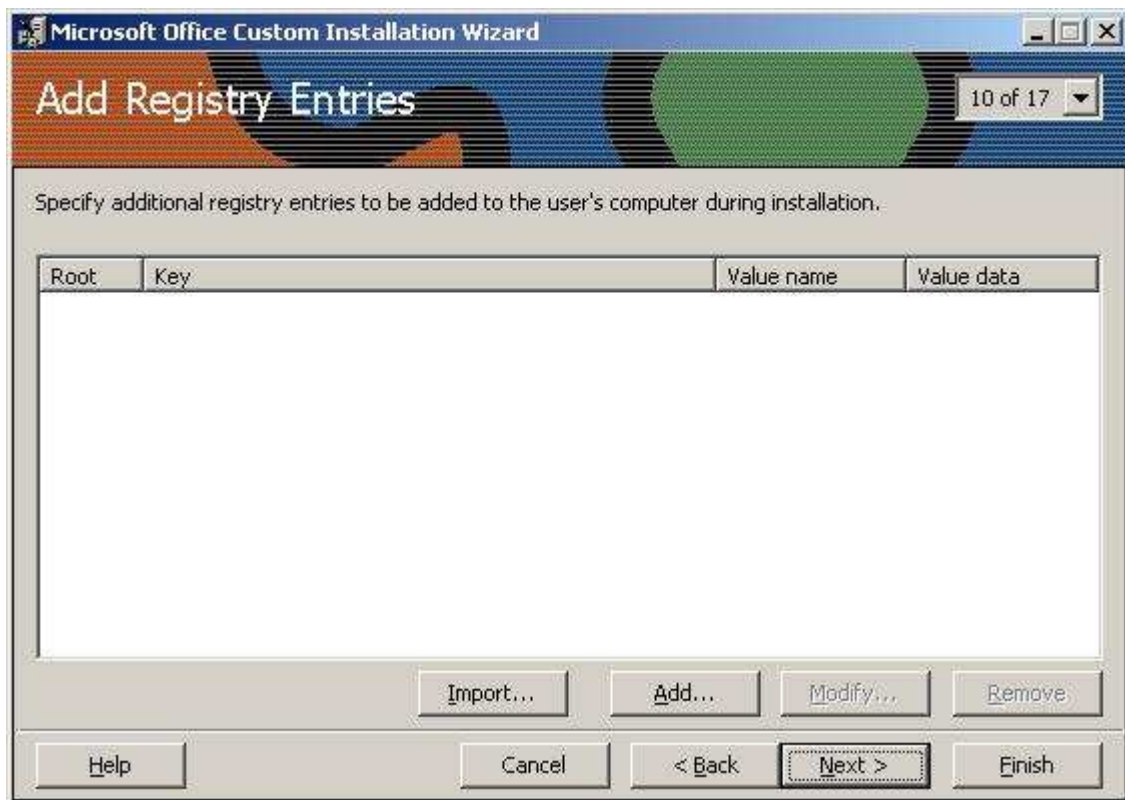 Microsoft Office Custom Installation Wizard
Add Registry Entries
10 of 17
Specify additional registry entries to be added to the user's computer during installation.
Root Key Value name Value data
Import... Add... Modify... Remove
Help Cancel < Back Next > Finish